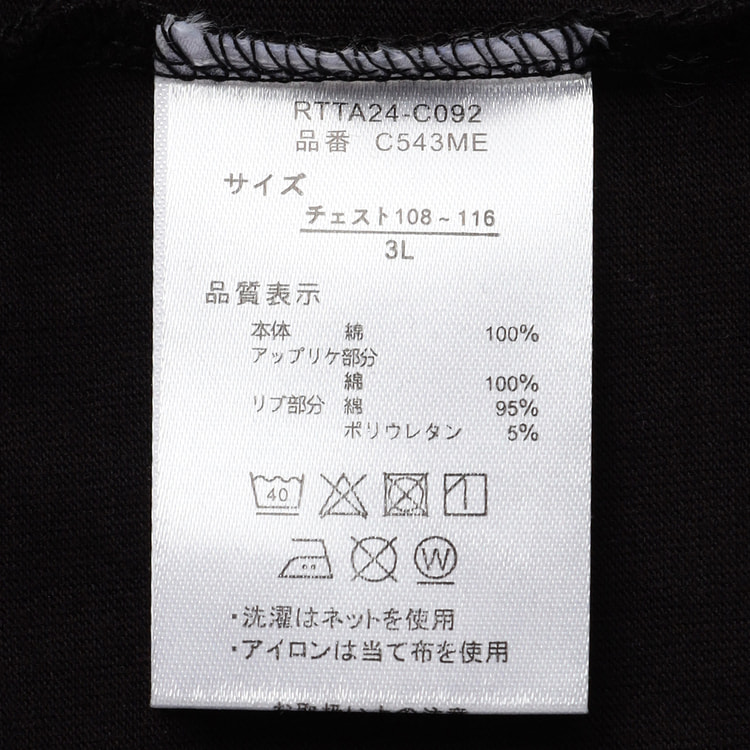 RTTA24-C092
品番 C543ME
サイズ
チェスト108~116
3L
品質表示
本体 綿 100%
アップリケ部分
綿 100%
リブ部分 綿 95%
ポリウレタン 5%
40
W
・洗濯はネットを使用
・アイロンは当て布を使用